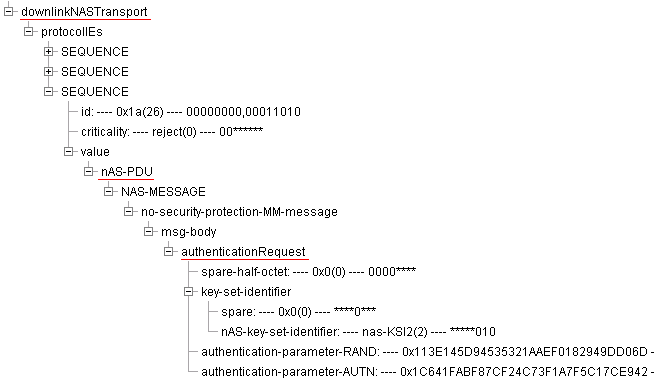 downlinkNASTransport
protocolIEs
SEQUENCE
SEQUENCE
SEQUENCE
id: ---- 0x1a(26) ---- 00000000,00011010
criticality: ---- reject(0) ---- 00******
value
nAS-PDU
NAS-MESSAGE
no-security-protection-MM-message
msg-body
authenticationRequest
spare-half-octet: ---- 0x0(0) ---- 0000****
key-set-identifier
spare: ---- 0x0(0) ---- ****0***
nAS-key-set-identifier: ---- nas-KSI2(2) ---- *****010
authentication-parameter-RAND: ---- 0x113E145D94535321AAEF0182949DD06D -
authentication-parameter-AUTN: ---- 0x1C641FABF87CF24C73F1A7F5C17CE942 -